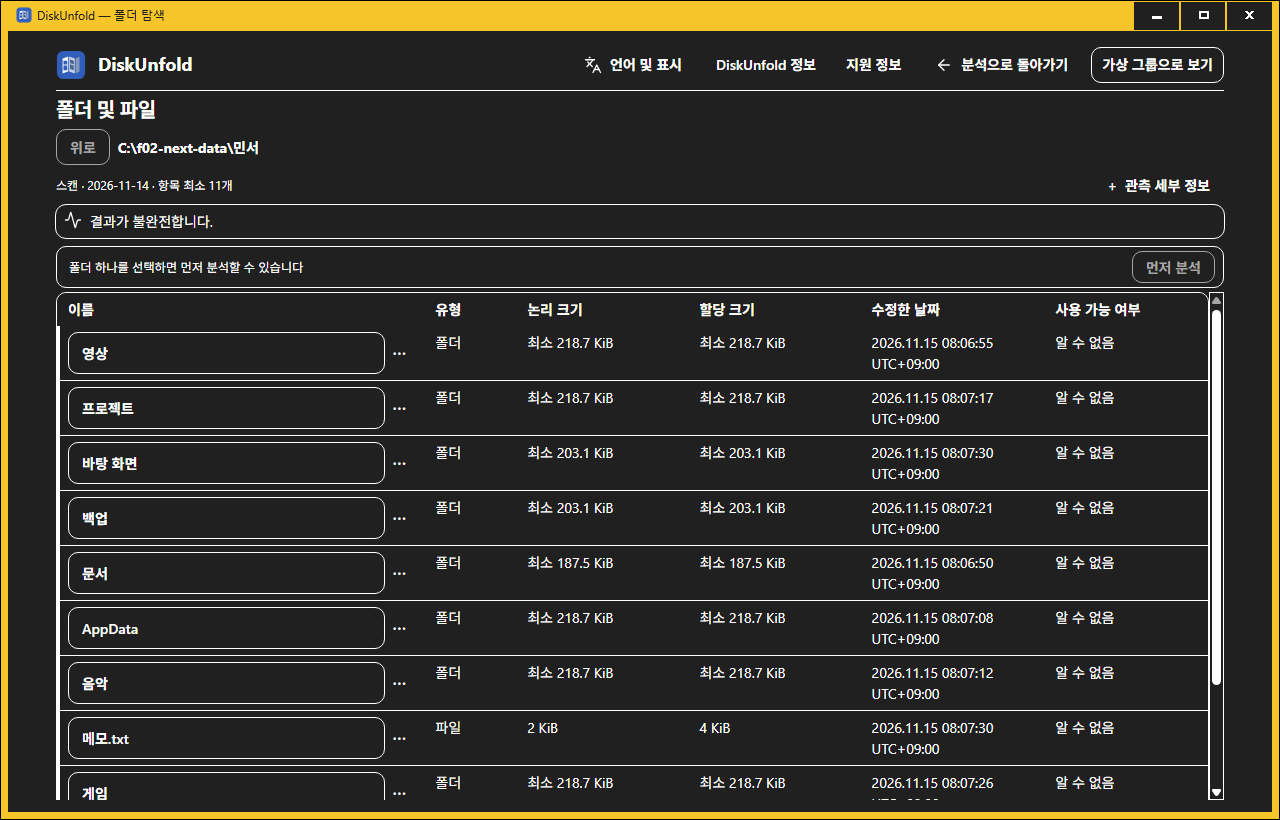 DiskUnfold — 폴더 탐색
DiskUnfold
언어 및 표시
DiskUnfold 정보
지원 정보
← 분석으로 돌아가기
가상 그룹으로 보기
폴더 및 파일
위로 C:\f02-next-data\민서
스캔 · 2026-11-14 · 항목 최소 11개
+ 관측 세부 정보
결과가 불완전합니다.
폴더 하나를 선택하면 먼저 분석할 수 있습니다
먼저 분석
이름 유형 논리 크기 할당 크기 수정한 날짜 사용 가능 여부
영상 ... 폴더 최소 218.7 KiB 최소 218.7 KiB 2026.11.15 08:06:55 알 수 없음
UTC+09:00
프로젝트 ... 폴더 최소 218.7 KiB 최소 218.7 KiB 2026.11.15 08:07:17 알 수 없음
UTC+09:00
바탕 화면 ... 폴더 최소 203.1 KiB 최소 203.1 KiB 2026.11.15 08:07:30 알 수 없음
UTC+09:00
백업 ... 폴더 최소 203.1 KiB 최소 203.1 KiB 2026.11.15 08:07:21 알 수 없음
UTC+09:00
문서 ... 폴더 최소 187.5 KiB 최소 187.5 KiB 2026.11.15 08:06:50 알 수 없음
UTC+09:00
AppData ... 폴더 최소 218.7 KiB 최소 218.7 KiB 2026.11.15 08:07:08 알 수 없음
UTC+09:00
음악 ... 폴더 최소 218.7 KiB 최소 218.7 KiB 2026.11.15 08:07:12 알 수 없음
UTC+09:00
메모.txt ... 파일 2 KiB 4 KiB 2026.11.15 08:07:30 알 수 없음
UTC+09:00
게임 ... 폴더 최소 218.7 KiB 최소 218.7 KiB 2026.11.15 08:07:26 알 수 없음